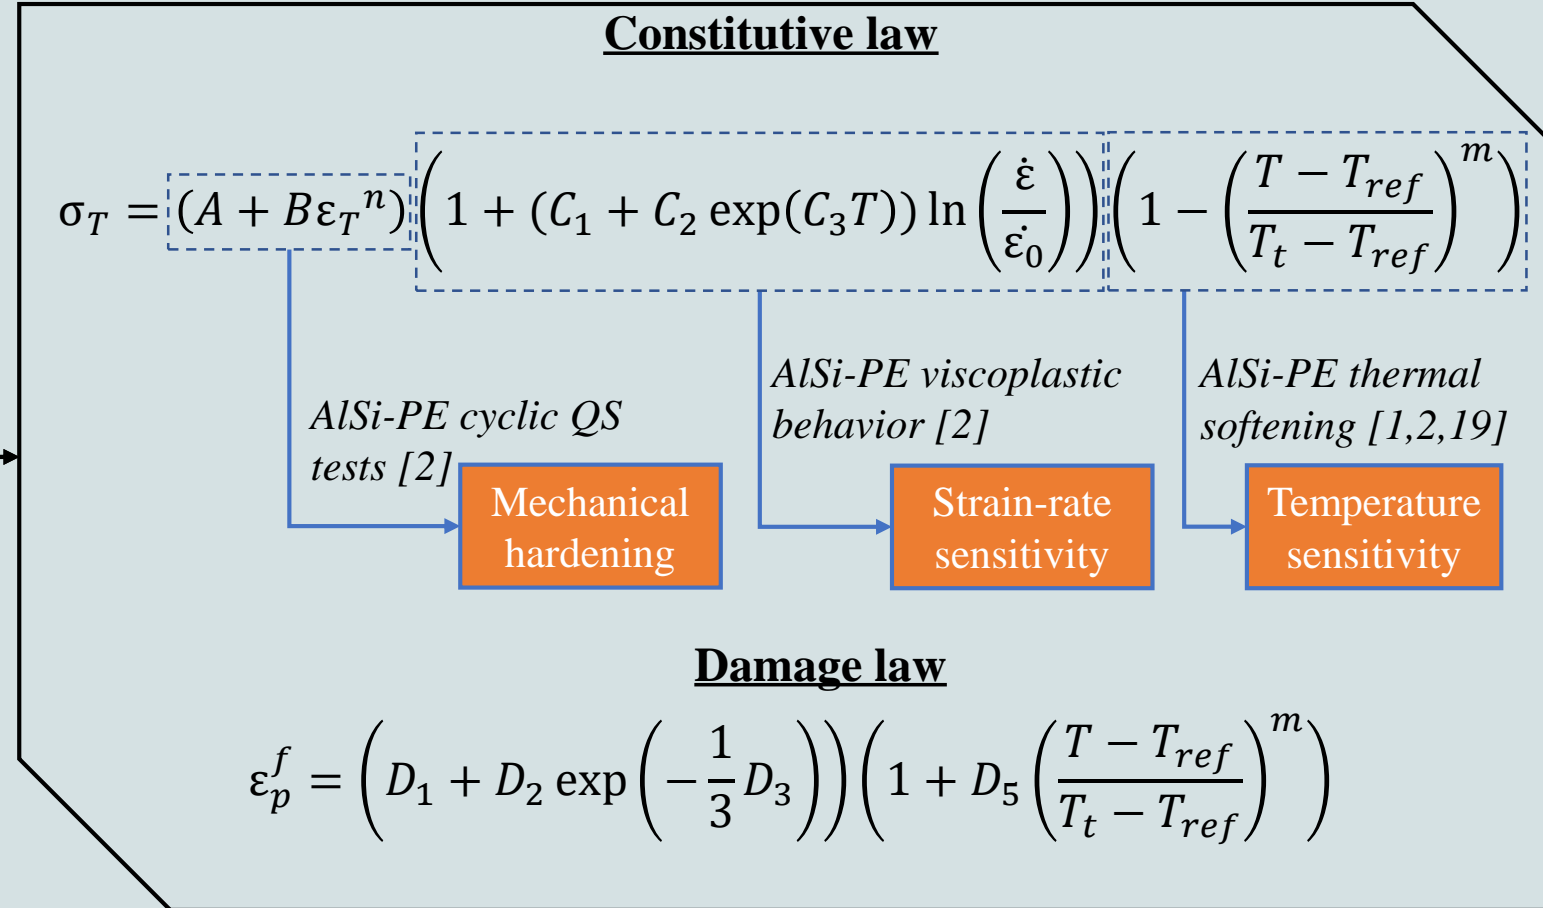 Constitutive law
σ_T = (A + Bε_T^n) (1 + (C_1 + C_2 exp(C_3T)) ln(ε̇/ε̇_0)) (1 − ((T − T_ref)/(T_t − T_ref))^m)
AlSi-PE cyclic QS
tests [2]
Mechanical
hardening
AlSi-PE viscoplastic
behavior [2]
Strain-rate
sensitivity
AlSi-PE thermal
softening [1,2,19]
Temperature
sensitivity
Damage law
ε_p^f = (D_1 + D_2 exp(−1/3 D_3)) (1 + D_5 ((T − T_ref)/(T_t − T_ref))^m)